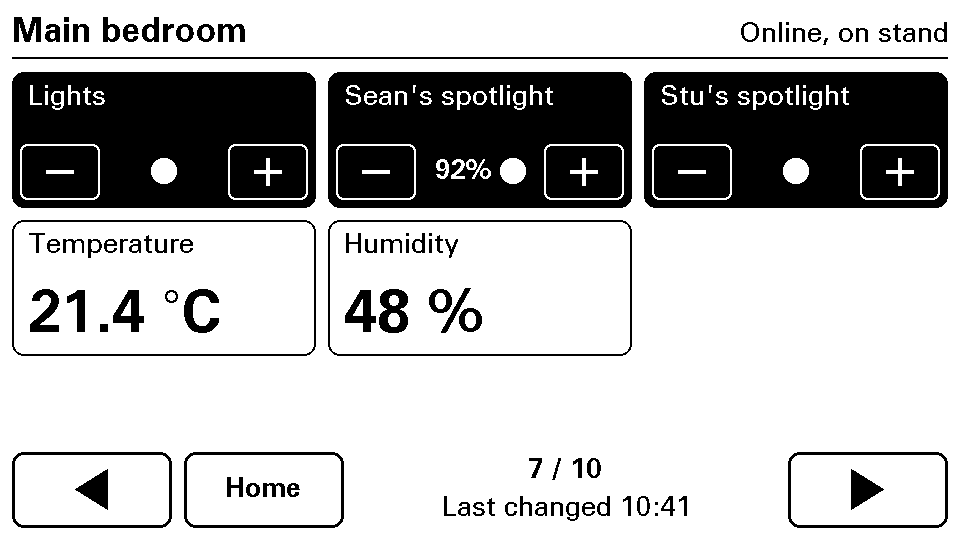 Main bedroom
Online, on stand
Lights
Sean's spotlight
Stu's spotlight
− +
− 92% +
− +
Temperature
Humidity
21.4 °C
48 %
Home
7 / 10
Last changed 10:41